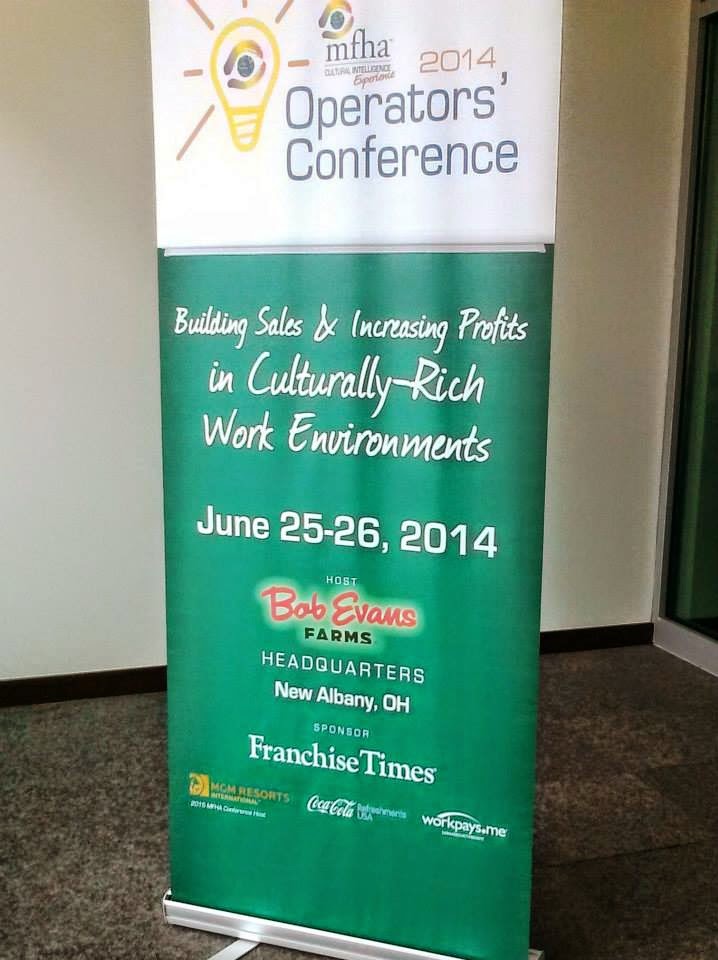 mfha
CULTURAL INTELLIGENCE
Experience
2014
Operators'
Conference
Building Sales & Increasing Profits
in Culturally-Rich
Work Environments
June 25-26, 2014
HOST
Bob Evans
FARMS
HEADQUARTERS
New Albany, OH
SPONSOR
Franchise Times
MGM RESORTS
INTERNATIONAL
2015 MFHA Conference Host
Coca-Cola Refreshments
USA
workpays.me